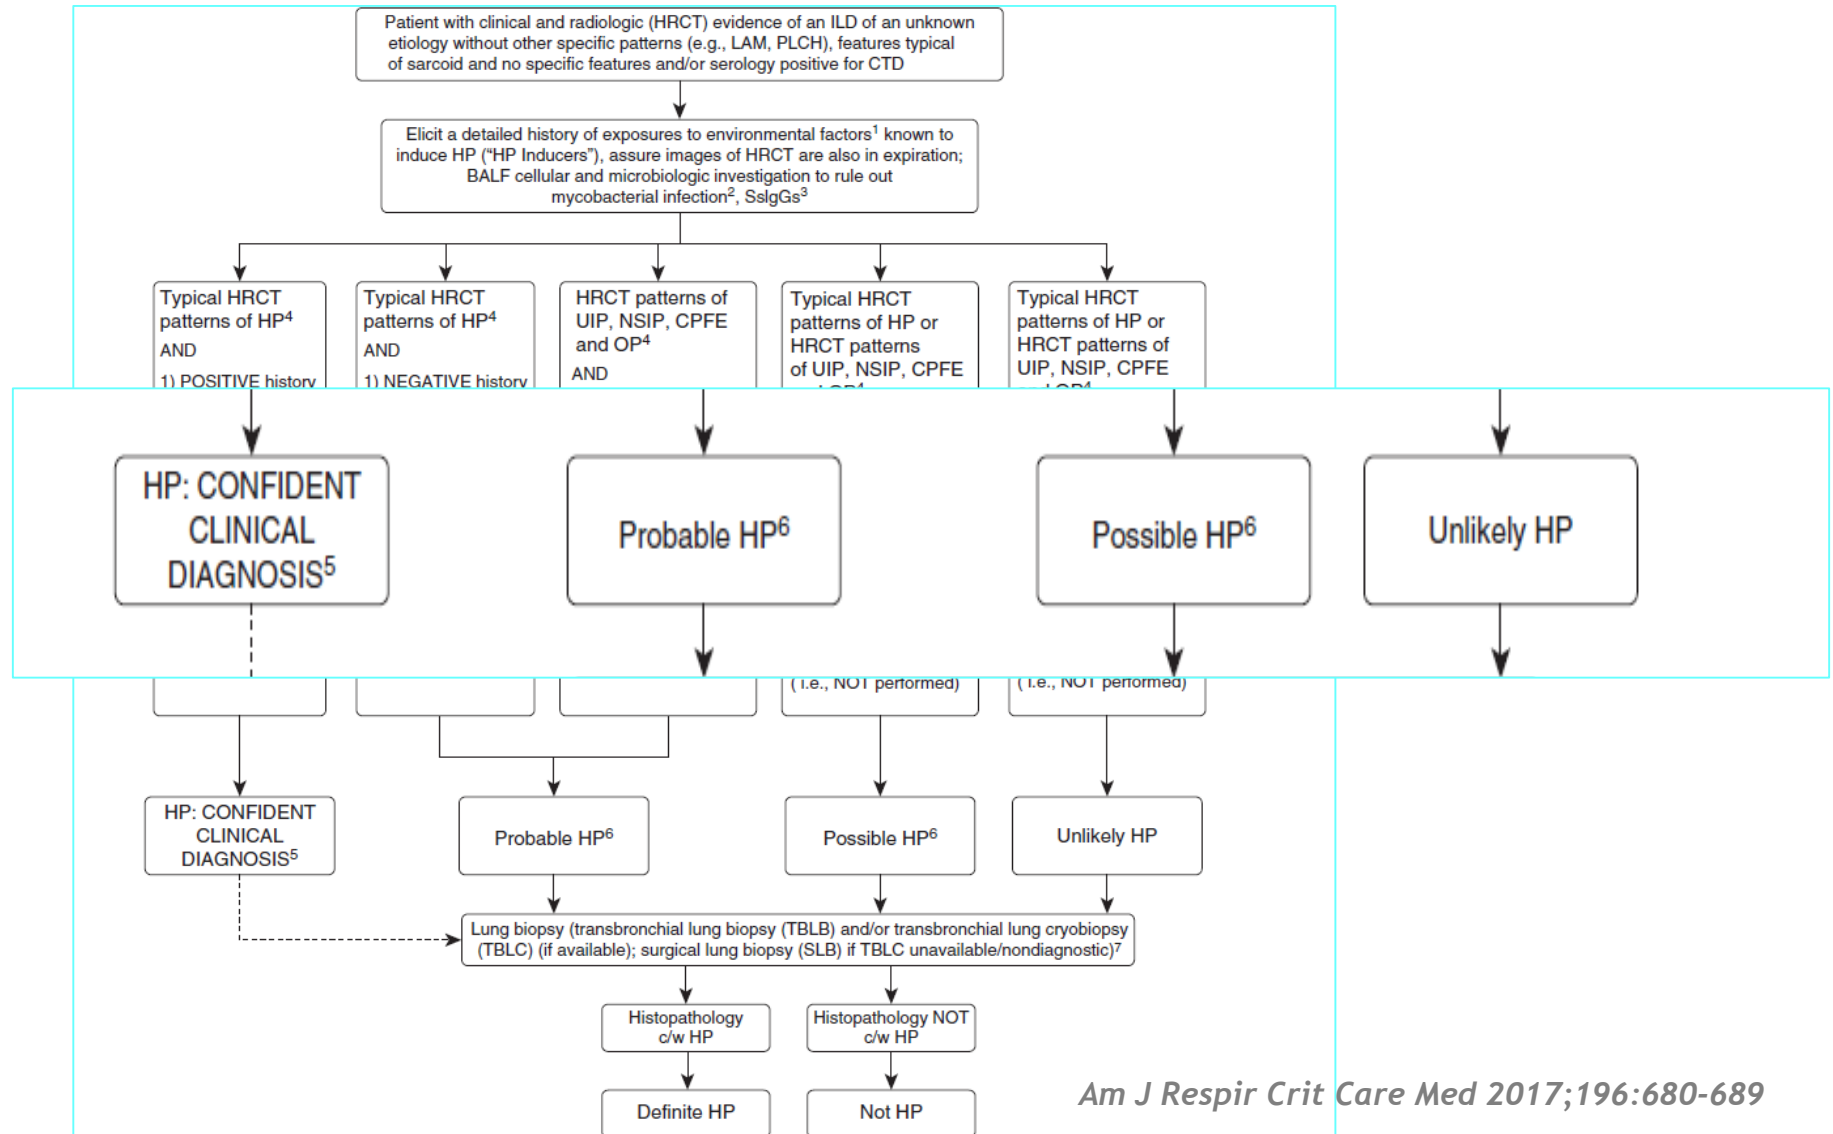 Patient with clinical and radiologic (HRCT) evidence of an ILD of an unknown
etiology without other specific patterns (e.g., LAM, PLCH), features typical
of sarcoid and no specific features and/or serology positive for CTD
Elicit a detailed history of exposures to environmental factors¹ known to
induce HP (“HP Inducers”), assure images of HRCT are also in expiration;
BALF cellular and microbiologic investigation to rule out
mycobacterial infection², SsIgGs³
Typical HRCT
patterns of HP⁴
AND
1) POSITIVE history
Typical HRCT
patterns of HP⁴
AND
1) NEGATIVE history
HRCT patterns of
UIP, NSIP, CPFE
and OP⁴
AND
Typical HRCT
patterns of HP or
HRCT patterns
of UIP, NSIP, CPFE
and OP⁴
Typical HRCT
patterns of HP or
HRCT patterns of
UIP, NSIP, CPFE
and OP⁴
HP: CONFIDENT
CLINICAL
DIAGNOSIS⁵
Probable HP⁶
Possible HP⁶
Unlikely HP
(i.e., NOT performed)
(i.e., NOT performed)
HP: CONFIDENT
CLINICAL
DIAGNOSIS⁵
Probable HP⁶
Possible HP⁶
Unlikely HP
Lung biopsy (transbronchial lung biopsy (TBLB) and/or transbronchial lung cryobiopsy
(TBLC) (if available); surgical lung biopsy (SLB) if TBLC unavailable/nondiagnostic)⁷
Histopathology
c/w HP
Histopathology NOT
c/w HP
Definite HP
Not HP
Am J Respir Crit Care Med 2017;196:680-689